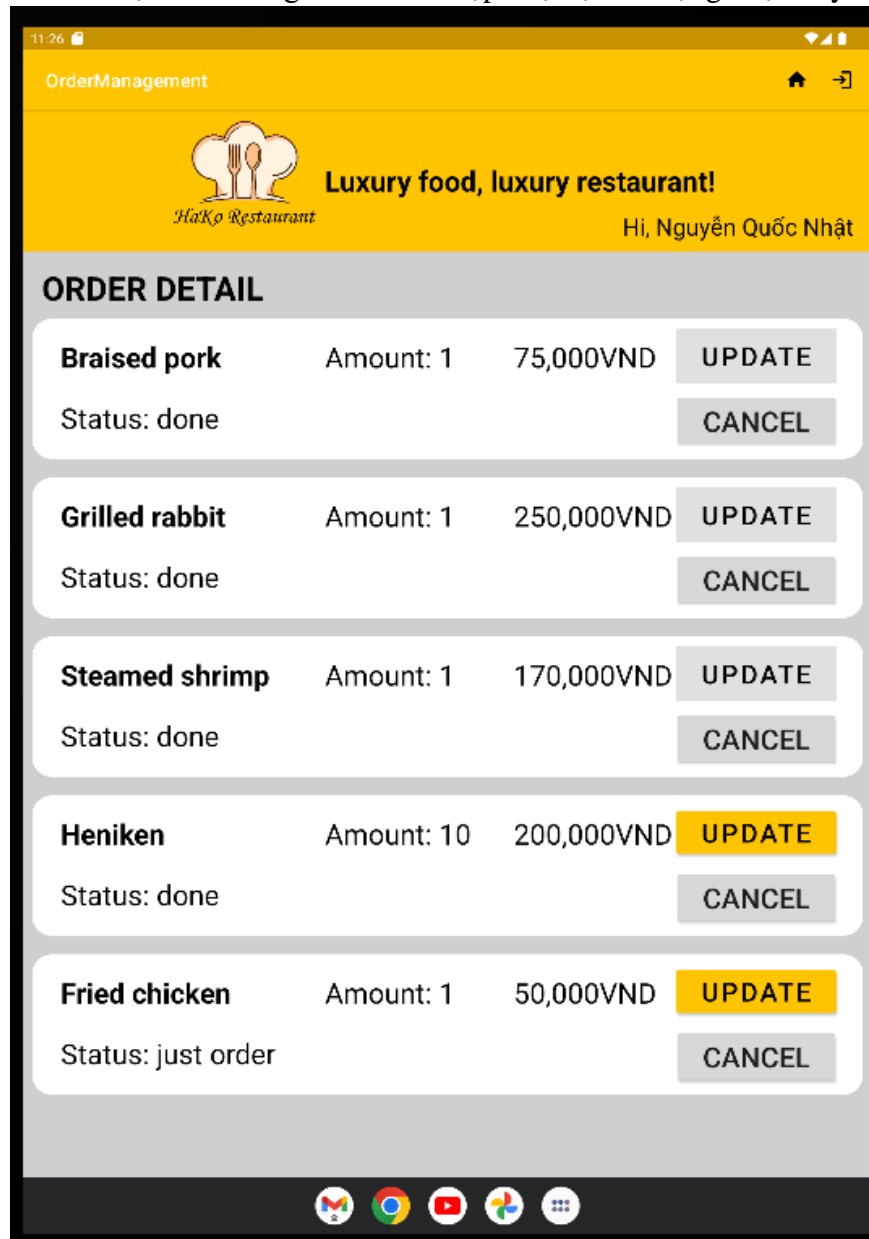 11:26
OrderManagement
Luxury food, luxury restaurant!
HaKo Restaurant
Hi, Nguyễn Quốc Nhật
ORDER DETAIL
Braised pork Amount: 1 75,000VND UPDATE
Status: done CANCEL
Grilled rabbit Amount: 1 250,000VND UPDATE
Status: done CANCEL
Steamed shrimp Amount: 1 170,000VND UPDATE
Status: done CANCEL
Heniken Amount: 10 200,000VND UPDATE
Status: done CANCEL
Fried chicken Amount: 1 50,000VND UPDATE
Status: just order CANCEL